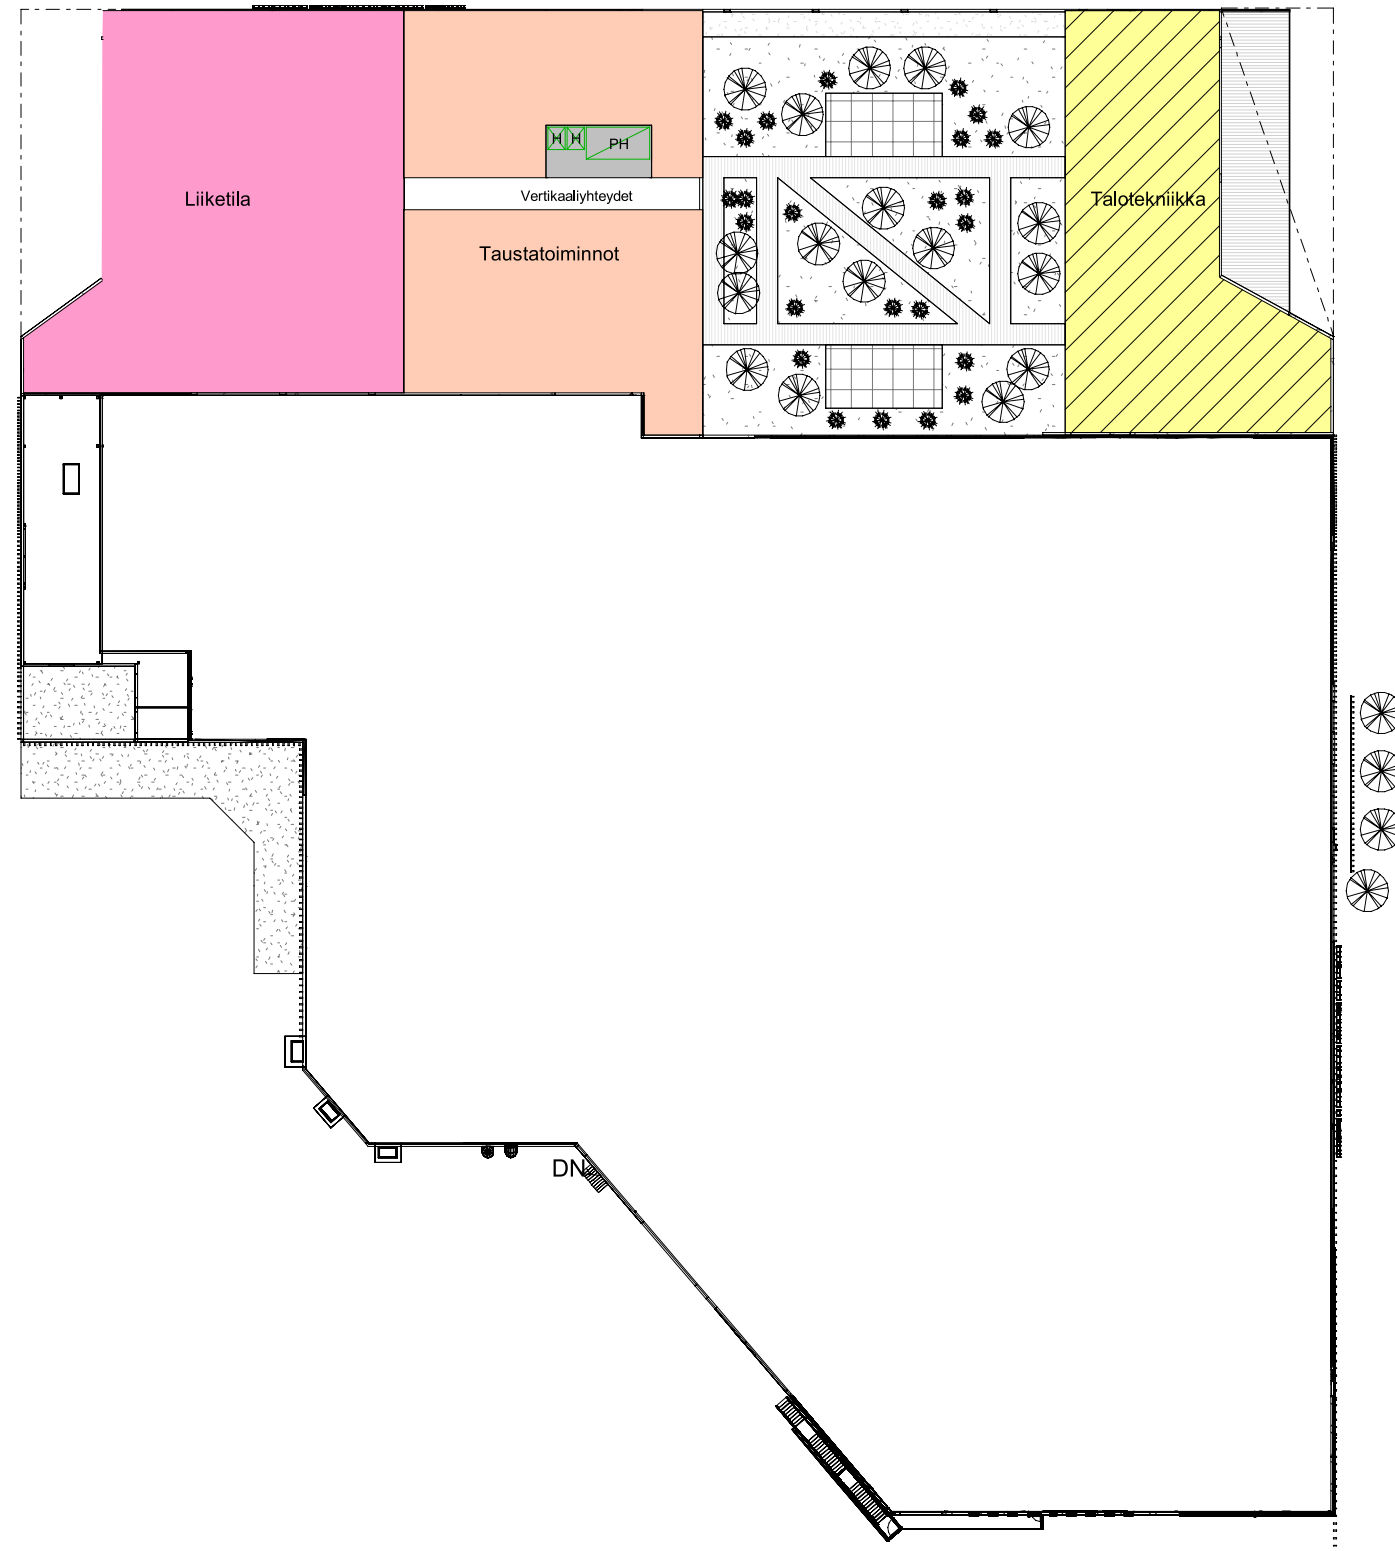 H H PH
Liiketila
Vertikaaliyhteydet
Talotekniikka
Taustatoiminnot
DN